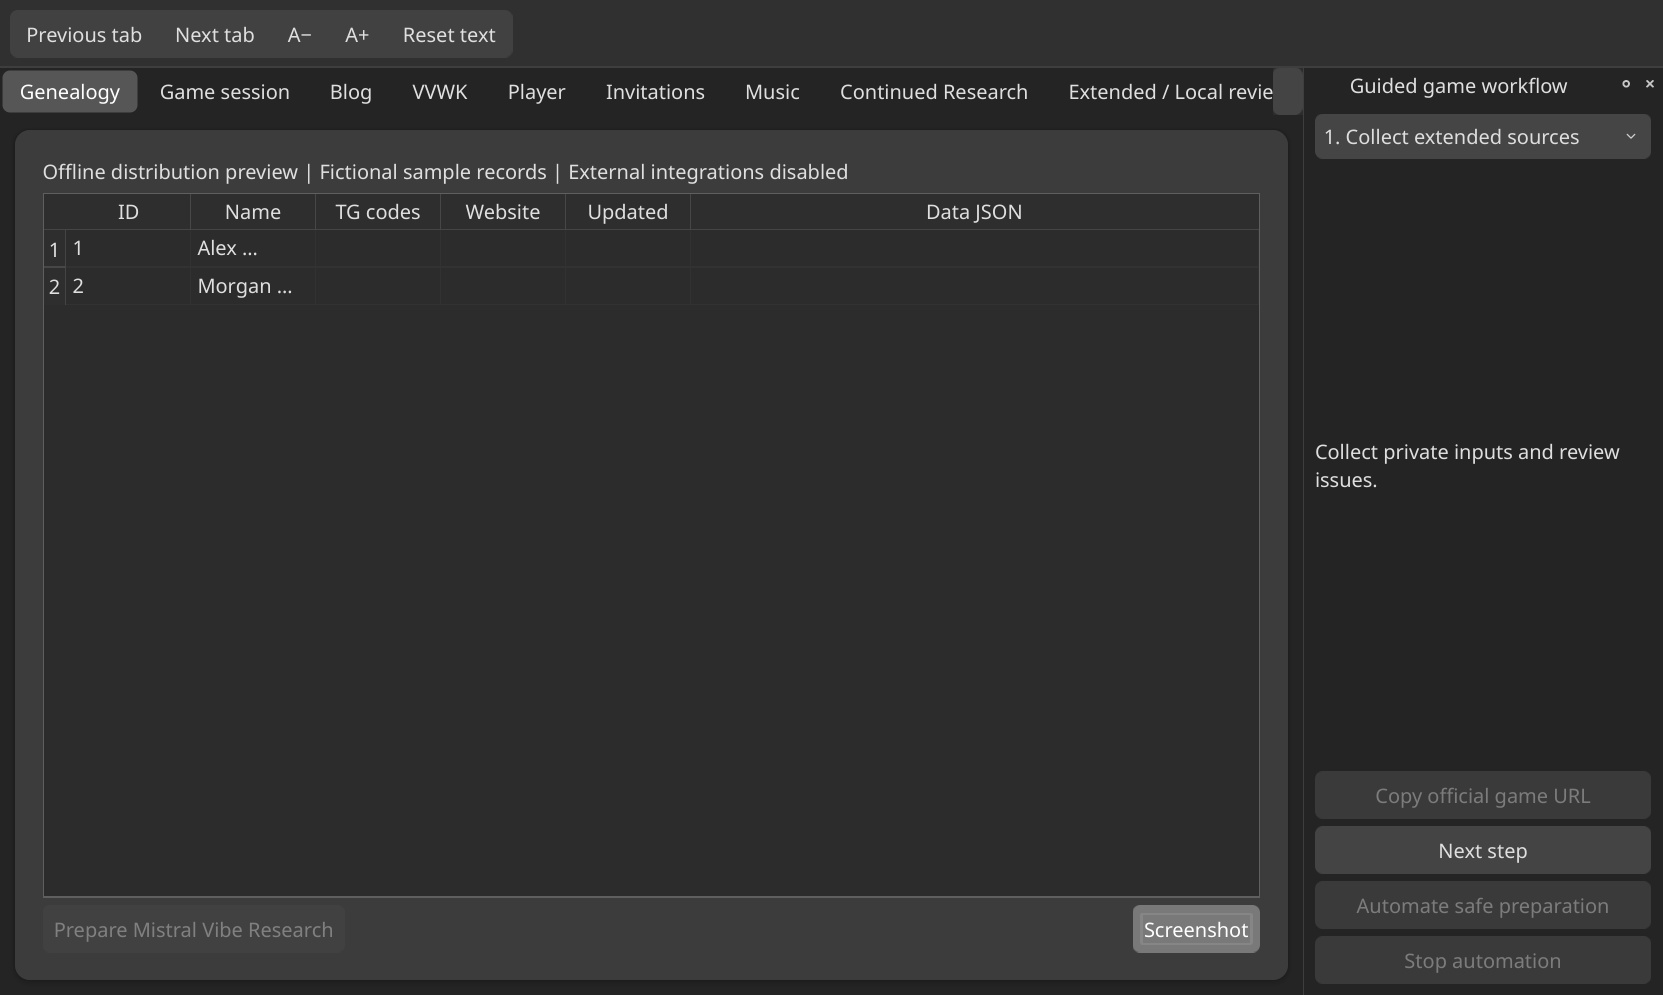 Previous tab Next tab A− A+ Reset text
Genealogy Game session Blog VVWK Player Invitations Music Continued Research Extended / Local revie
Offline distribution preview | Fictional sample records | External integrations disabled
ID Name TG codes Website Updated Data JSON
1 1 Alex ...
2 2 Morgan ...
Prepare Mistral Vibe Research Screenshot
Guided game workflow
1. Collect extended sources
Collect private inputs and review
issues.
Copy official game URL
Next step
Automate safe preparation
Stop automation